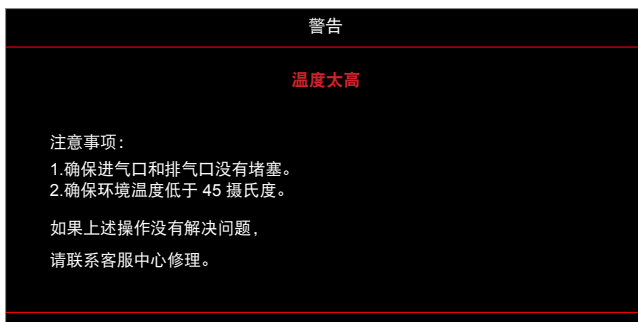 警告
温度太高
注意事项：
1.确保进气口和排气口没有堵塞。
2.确保环境温度低于 45 摄氏度。
如果上述操作没有解决问题，
请联系客服中心修理。